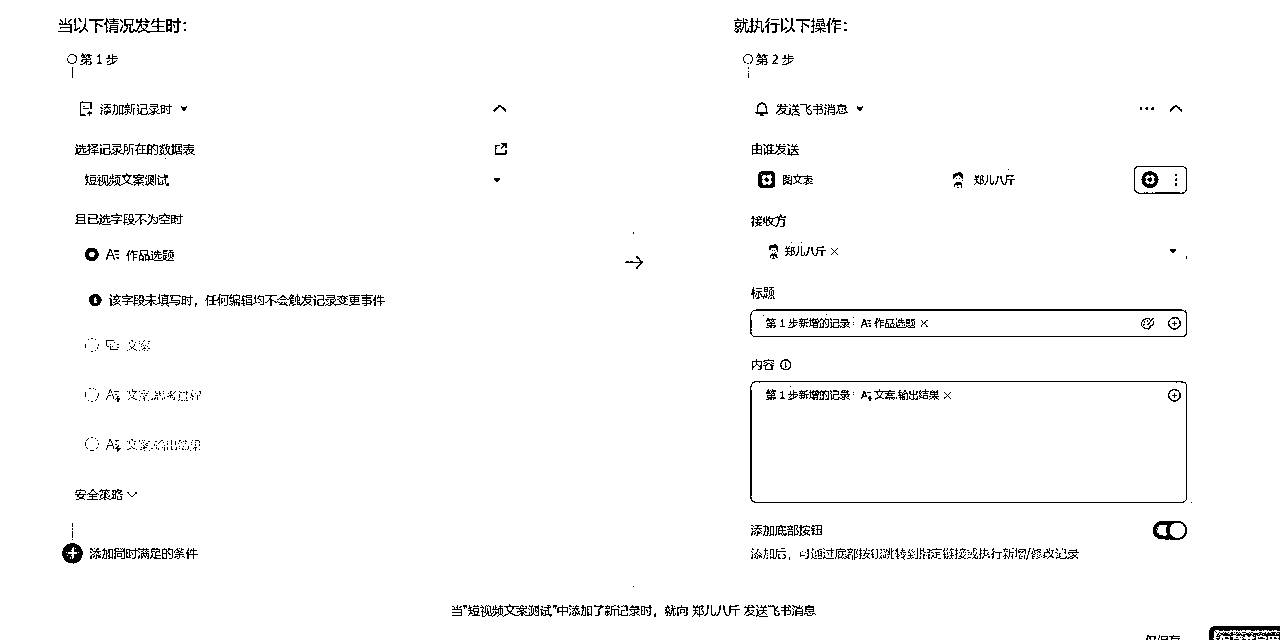 当以下情况发生时：
第 1 步
添加新记录时
选择记录所在的数据表
短视频文案测试
且已选字段不为空时
作品选题
该字段未填写时，任何编辑均不会触发记录变更事件
文案
文案.思考过程
文案.输出结果
安全策略
添加同时满足的条件
就执行以下操作：
第 2 步
发送飞书消息
由谁发送
图文表 郑儿八斤
接收方
郑儿八斤
标题
第 1 步新增的记录： 作品选题
内容
第 1 步新增的记录： 文案.输出结果
添加底部按钮
添加后，可通过底部按钮跳转到指定链接或执行新增/修改记录
当"短视频文案测试"中添加了新记录时，就向 郑儿八斤 发送飞书消息
仅保存